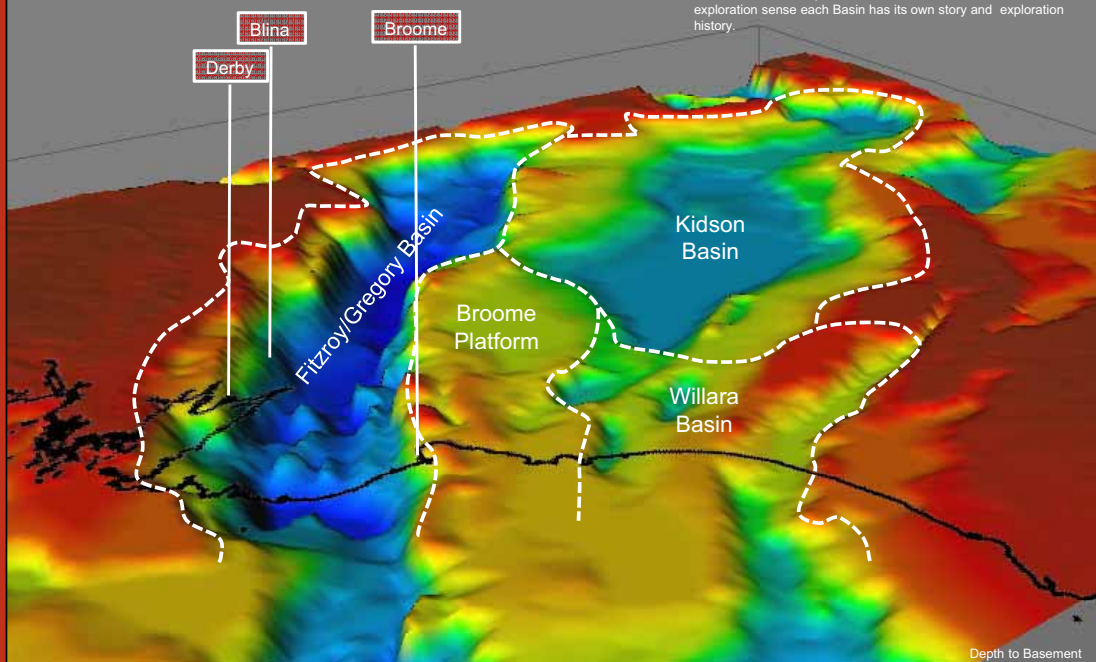 exploration sense each Basin has its own story and exploration
history.
Blina
Broome
Derby
Fitzroy/Gregory Basin
Kidson
Basin
Broome
Platform
Willara
Basin
Depth to Basement